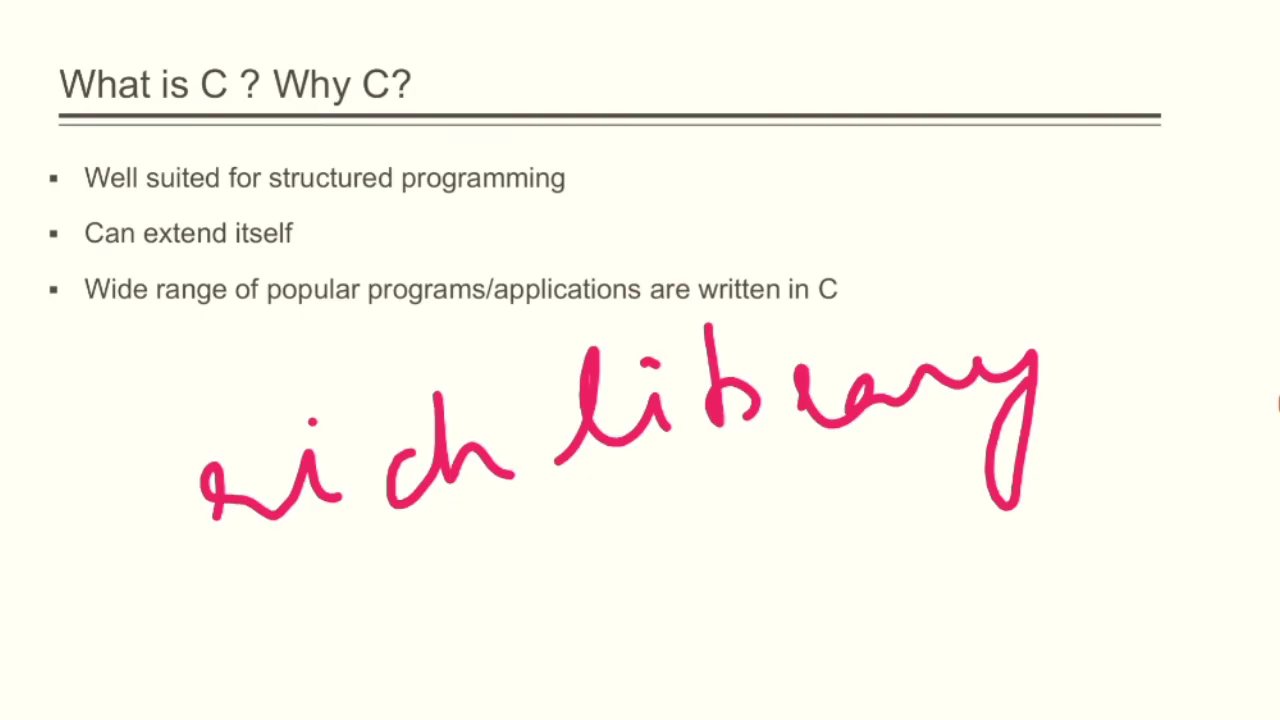 What is C ? Why C?
▪ Well suited for structured programming
▪ Can extend itself
▪ Wide range of popular programs/applications are written in C
rich library